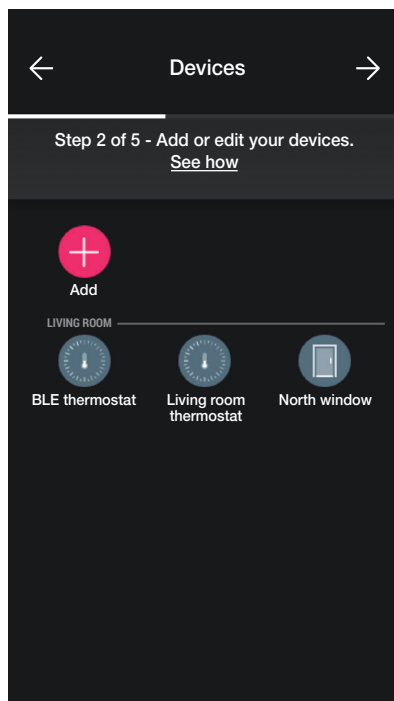 Devices
Step 2 of 5 - Add or edit your devices.
See how
Add
LIVING ROOM
BLE thermostat
Living room
thermostat
North window